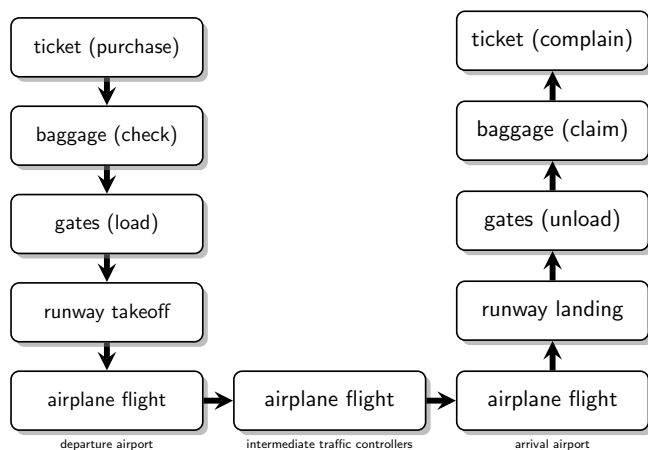 ticket (purchase)
baggage (check)
gates (load)
runway takeoff
airplane flight
departure airport
airplane flight
intermediate traffic controllers
ticket (complain)
baggage (claim)
gates (unload)
runway landing
airplane flight
arrival airport